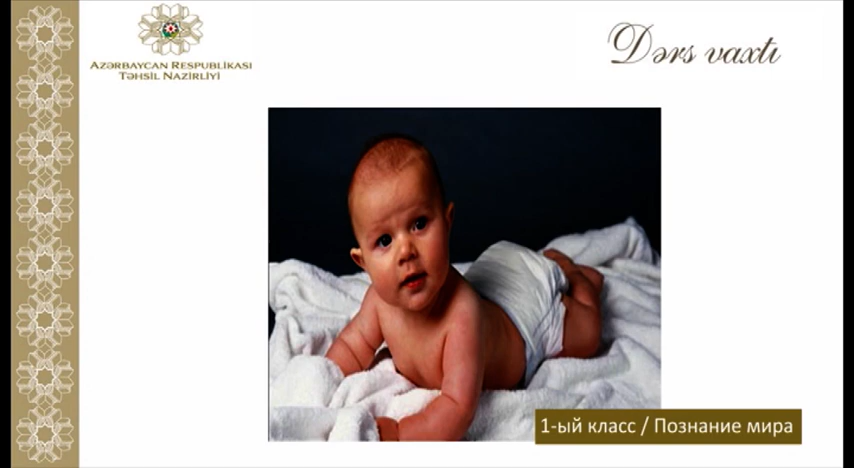 AZƏRBAYCAN RESPUBLİKASI
TƏHSİL NAZİRLİYİ
Dərs vaxtı
1-ый класс / Познание мира